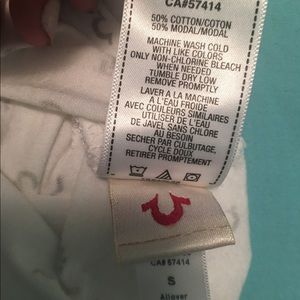 CA#57414
50% COTTON/COTON
50% MODAL/MODAL
MACHINE WASH COLD
WITH LIKE COLORS
ONLY NON-CHLORINE BLEACH
WHEN NEEDED
TUMBLE DRY LOW
REMOVE PROMPTLY
LAVER A LA MACHINE
A L'EAU FROIDE
AVEC COULEURS SIMILAIRES
UTILISER DE L'EAU
DE JAVEL SANS CHLORE
AU BESOIN
SECHER PAR CULBUTAGE,
CYCLE DOUX
RETIRER PROMPTEMENT
CA# 57414
S
Allover